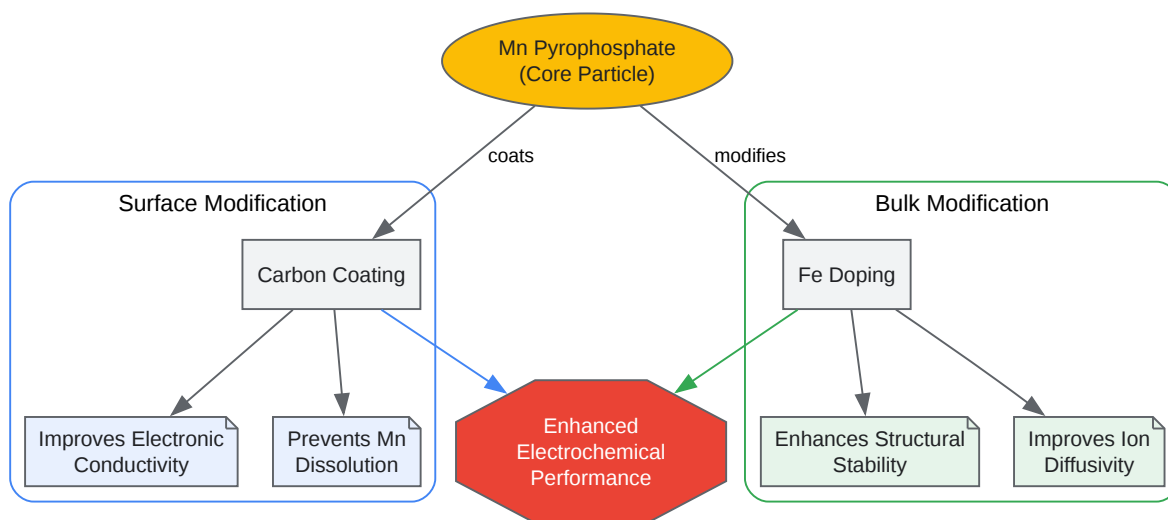 Mn Pyrophosphate
(Core Particle)
coats
modifies
Surface Modification
Bulk Modification
Carbon Coating
Fe Doping
Improves Electronic
Conductivity
Prevents Mn
Dissolution
Enhanced
Electrochemical
Performance
Enhances Structural
Stability
Improves Ion
Diffusivity